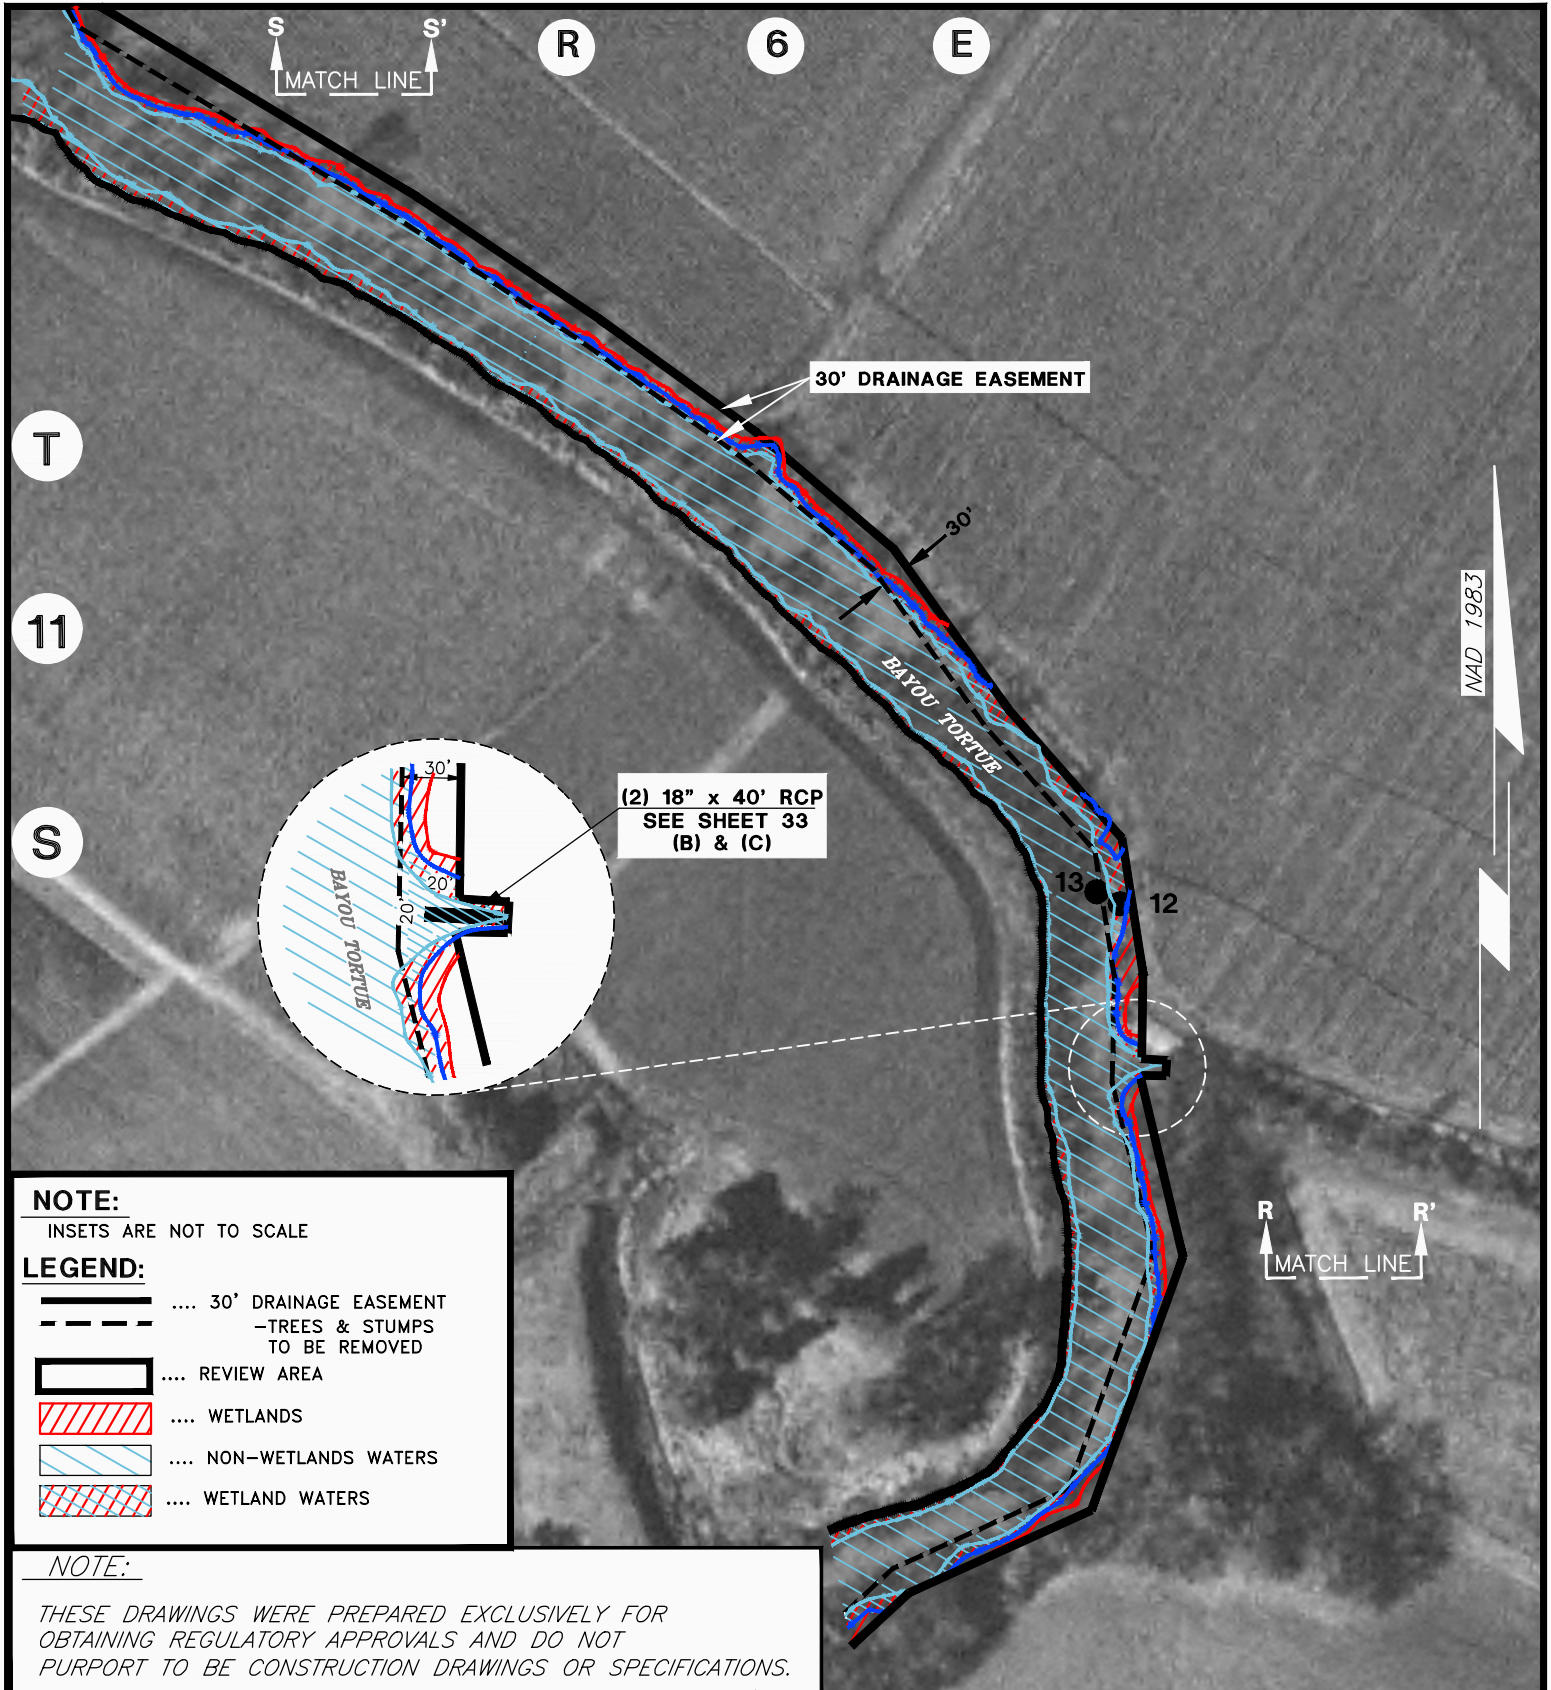 S S'
MATCH LINE
R 6 E
30' DRAINAGE EASEMENT
T
30'
11
NAD 1983
BAYOU TORTUE
S
30'
20'
20'
BAYOU TORTUE
(2) 18" x 40' RCP
SEE SHEET 33
(B) & (C)
13
12
R R'
MATCH LINE
NOTE:
INSETS ARE NOT TO SCALE
LEGEND:
.... 30' DRAINAGE EASEMENT
-TREES & STUMPS
TO BE REMOVED
.... REVIEW AREA
.... WETLANDS
.... NON-WETLANDS WATERS
.... WETLAND WATERS
NOTE:
THESE DRAWINGS WERE PREPARED EXCLUSIVELY FOR
OBTAINING REGULATORY APPROVALS AND DO NOT
PURPORT TO BE CONSTRUCTION DRAWINGS OR SPECIFICATIONS.